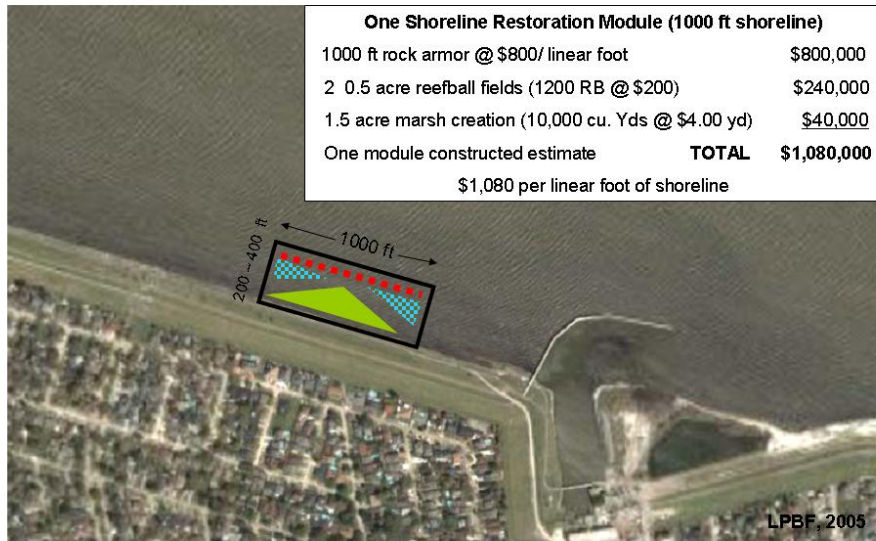 One Shoreline Restoration Module (1000 ft shoreline)
1000 ft rock armor @ $800/ linear foot $800,000
2 0.5 acre reefball fields (1200 RB @ $200) $240,000
1.5 acre marsh creation (10,000 cu. Yds @ $4.00 yd) $40,000
One module constructed estimate TOTAL $1,080,000
$1,080 per linear foot of shoreline
1000 ft
200 – 400 ft
LPBF, 2005